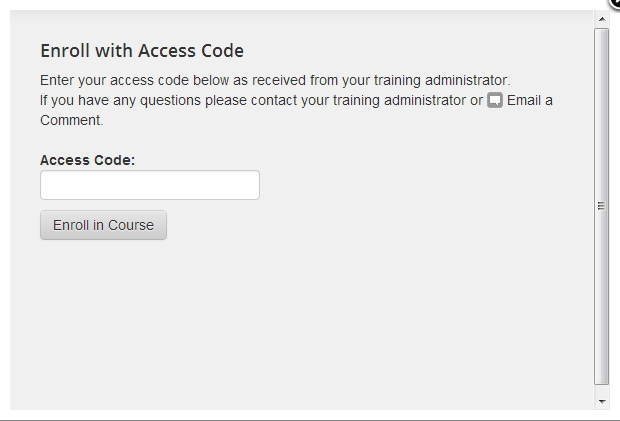 Enroll with Access Code
Enter your access code below as received from your training administrator.
If you have any questions please contact your training administrator or Email a
Comment.
Access Code:
Enroll in Course